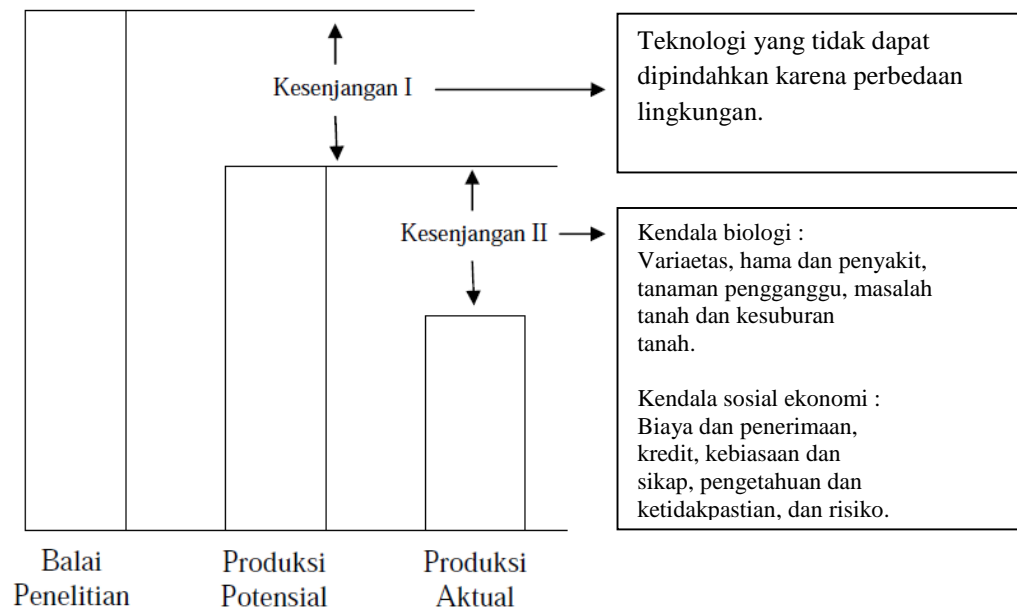 Teknologi yang tidak dapat
dipindahkan karena perbedaan
lingkungan.
Kesenjangan I
Kesenjangan II
Kendala biologi :
Variaetas, hama dan penyakit,
tanaman pengganggu, masalah
tanah dan kesuburan
tanah.
Kendala sosial ekonomi :
Biaya dan penerimaan,
kredit, kebiasaan dan
sikap, pengetahuan dan
ketidakpastian, dan risiko.
Balai
Penelitian
Produksi
Potensial
Produksi
Aktual